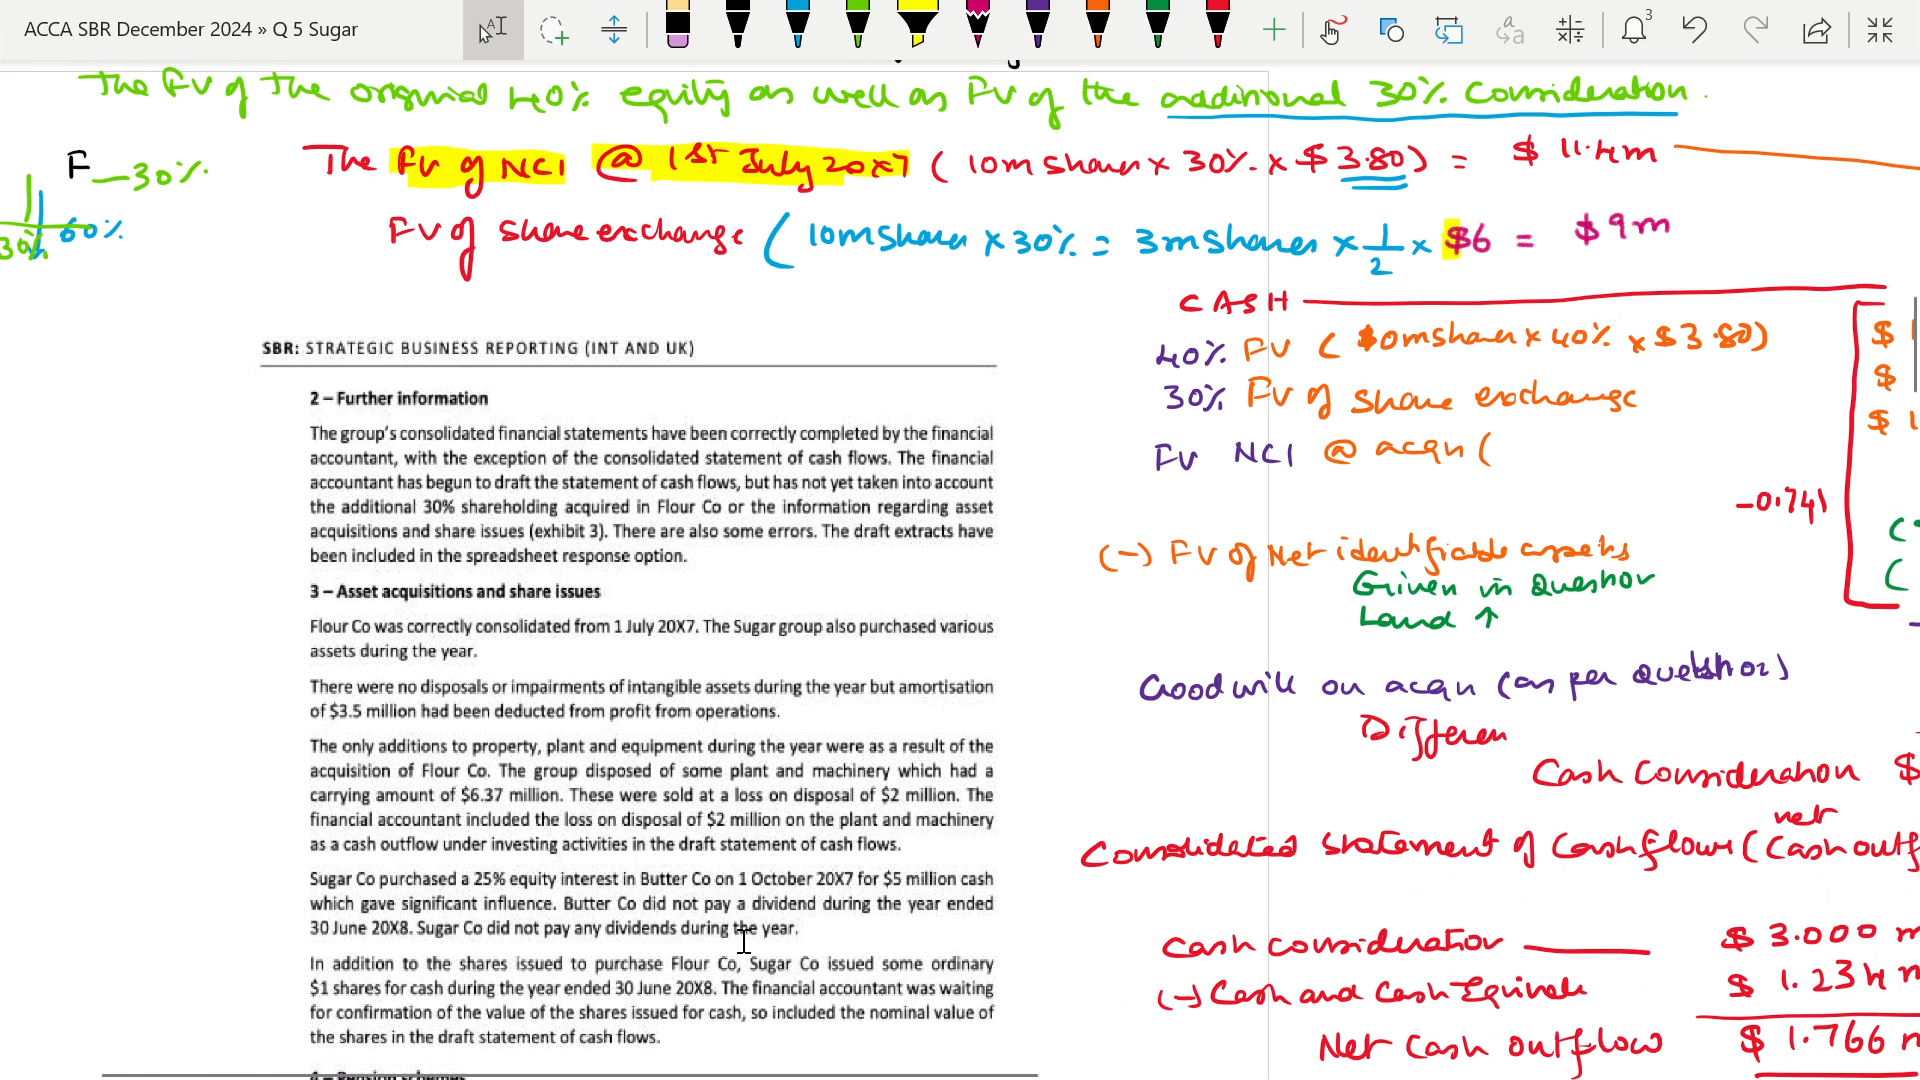 ACCA SBR December 2024 » Q 5 Sugar
3
The FV of the original 40% equity as well as FV of the additional 30% Consideration.
F —30%
30% 60%
The FV of NCI @ 1st July 20x7 (10m shares x 30% x $3.80) = $11.4m
FV of share exchange (10m shares x 30% = 3m shares x 1/2 x $6 = $9m
CASH
40% FV ($10m shares x 40% x $3.80) $
30% FV of share exchange $
FV NCI @ acqn ( $1
-0.741
(-) FV of Net identifiable assets
Given in Question
Land ↑
Goodwill on acqn (as per question)
Differen
Cash Consideration $
net
Consolidated statement of Cashflows (Cash outf
Cash consideration $3.000 m
(-) Cash and Cash Equivale $1.234 m
Net Cash outflow $1.766 m
SBR: STRATEGIC BUSINESS REPORTING (INT AND UK)
2 – Further information
The group's consolidated financial statements have been correctly completed by the financial
accountant, with the exception of the consolidated statement of cash flows. The financial
accountant has begun to draft the statement of cash flows, but has not yet taken into account
the additional 30% shareholding acquired in Flour Co or the information regarding asset
acquisitions and share issues (exhibit 3). There are also some errors. The draft extracts have
been included in the spreadsheet response option.
3 – Asset acquisitions and share issues
Flour Co was correctly consolidated from 1 July 20X7. The Sugar group also purchased various
assets during the year.
There were no disposals or impairments of intangible assets during the year but amortisation
of $3.5 million had been deducted from profit from operations.
The only additions to property, plant and equipment during the year were as a result of the
acquisition of Flour Co. The group disposed of some plant and machinery which had a
carrying amount of $6.37 million. These were sold at a loss on disposal of $2 million. The
financial accountant included the loss on disposal of $2 million on the plant and machinery
as a cash outflow under investing activities in the draft statement of cash flows.
Sugar Co purchased a 25% equity interest in Butter Co on 1 October 20X7 for $5 million cash
which gave significant influence. Butter Co did not pay a dividend during the year ended
30 June 20X8. Sugar Co did not pay any dividends during the year.
In addition to the shares issued to purchase Flour Co, Sugar Co issued some ordinary
$1 shares for cash during the year ended 30 June 20X8. The financial accountant was waiting
for confirmation of the value of the shares issued for cash, so included the nominal value of
the shares in the draft statement of cash flows.
4 – Pension schemes